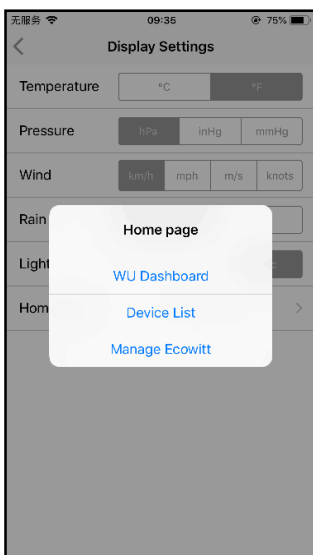 无服务 09:35 75%
Display Settings
Temperature °C °F
Pressure hPa inHg mmHg
Wind km/h mph m/s knots
Rain
Home page
Light
WU Dashboard
Hom
Device List
Manage Ecowitt